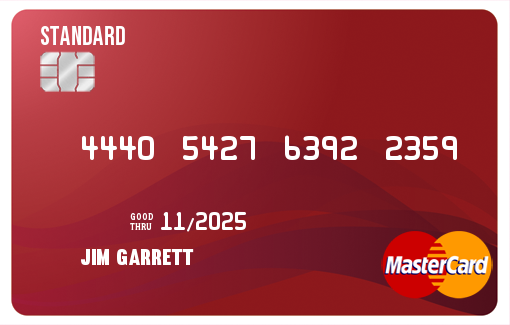 STANDARD
4440 5427 6392 2359
GOOD THRU 11/2025
JIM GARRETT
MasterCard